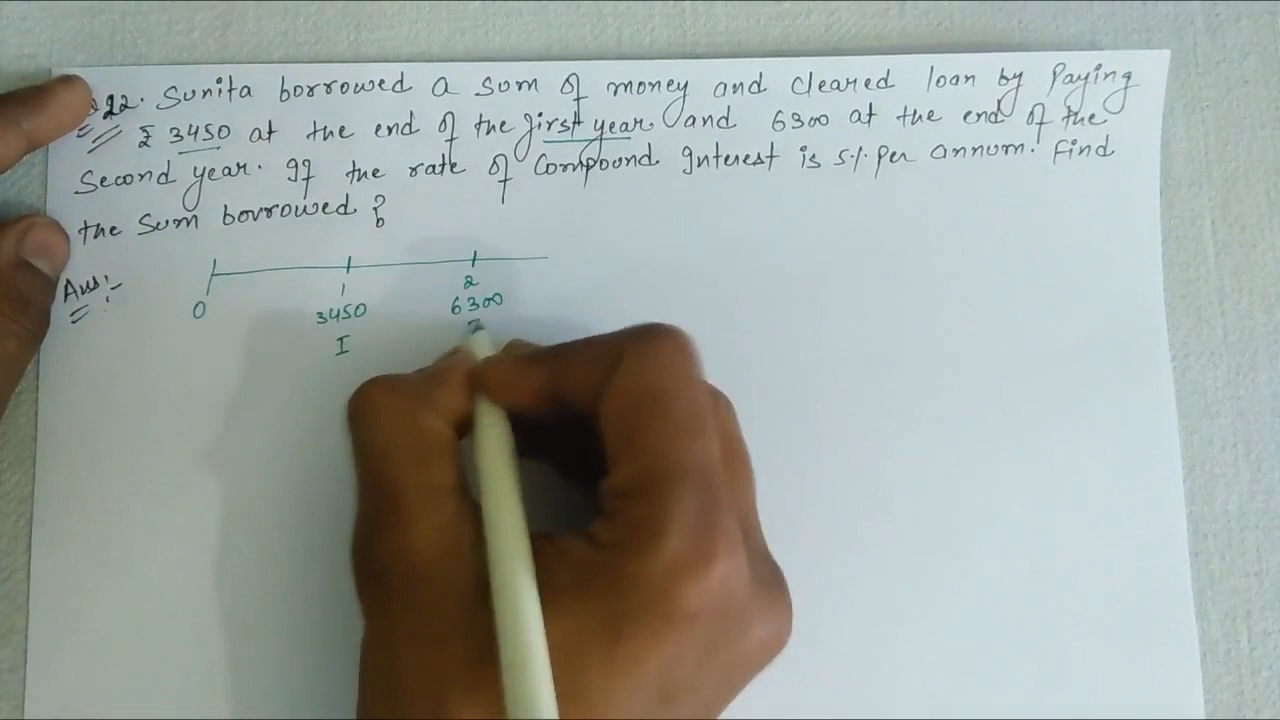 22. Sunita borrowed a sum of money and cleared loan by Paying
₹ 3450 at the end of the first year. and 6300 at the end of the
Second year. If the rate of Compound Interest is 5%. Per annum. Find
the Sum borrowed ?
Ans:-
0 1 2
3450 6300
I